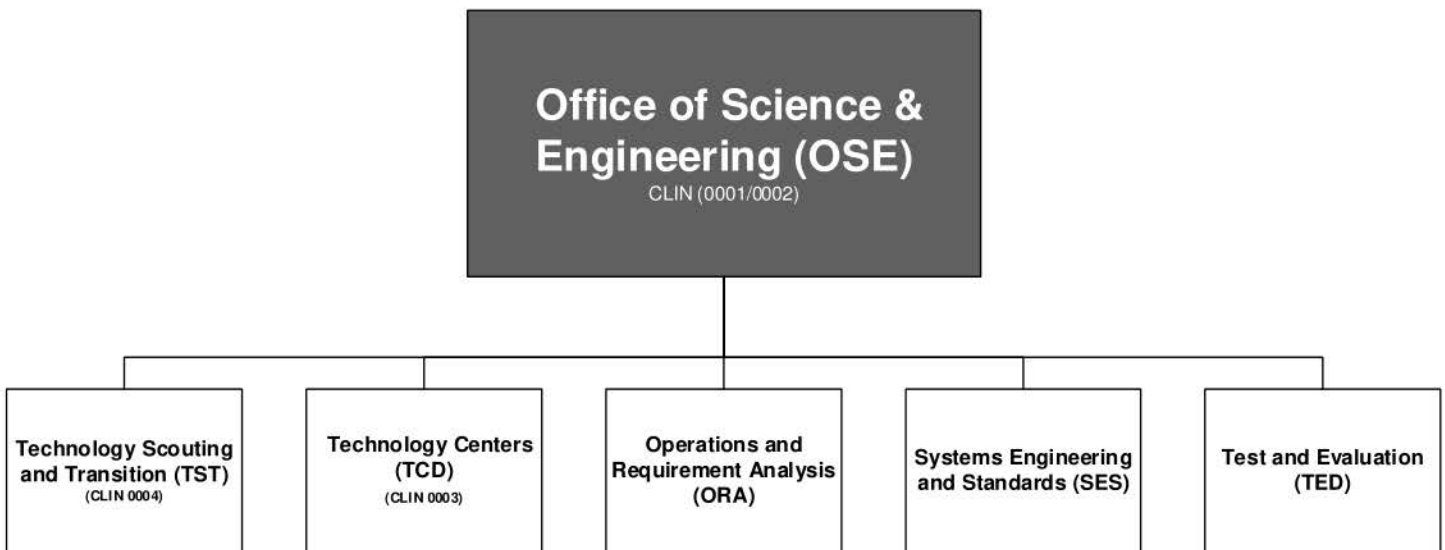 Office of Science &
Engineering (OSE)
CLIN (0001/0002)
Technology Scouting
and Transition (TST)
(CLIN 0004)
Technology Centers
(TCD)
(CLIN 0003)
Operations and
Requirement Analysis
(ORA)
Systems Engineering
and Standards (SES)
Test and Evaluation
(TED)